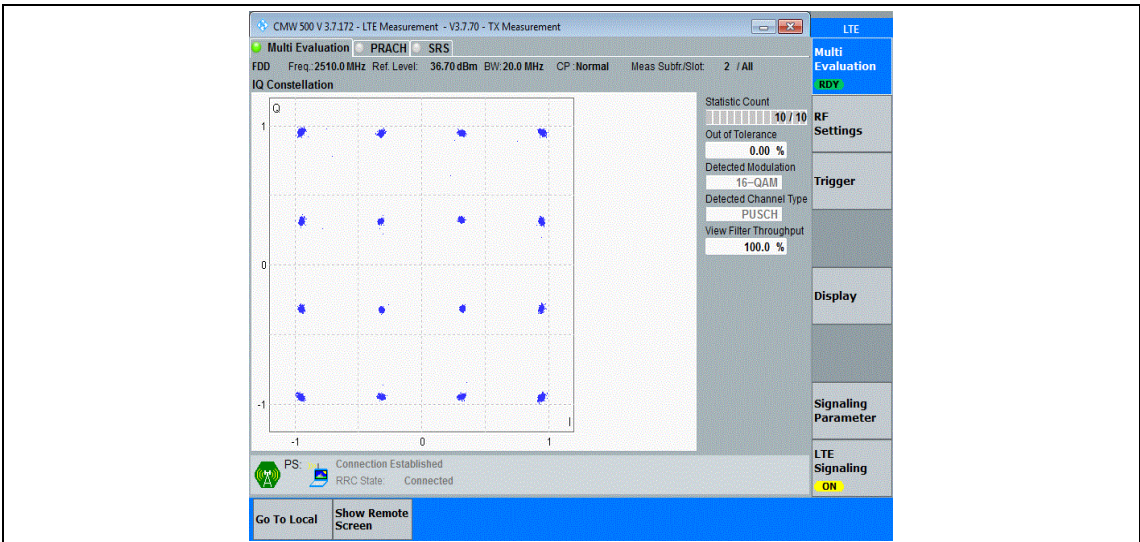 CMW 500 V 3.7.172 - LTE Measurement - V3.7.70 - TX Measurement
LTE
Multi Evaluation PRACH SRS
FDD Freq.: 2510.0 MHz Ref. Level: 36.70 dBm BW: 20.0 MHz CP : Normal Meas Subfr./Slot: 2 / All
IQ Constellation
Q
1
0
-1
I
-1 0 1
Statistic Count
10 / 10
Out of Tolerance
0.00 %
Detected Modulation
16-QAM
Detected Channel Type
PUSCH
View Filter Throughput
100.0 %
Multi
Evaluation
RDY
RF
Settings
Trigger
Display
Signaling
Parameter
LTE
Signaling
ON
PS: Connection Established
RRC State: Connected
Go To Local
Show Remote
Screen